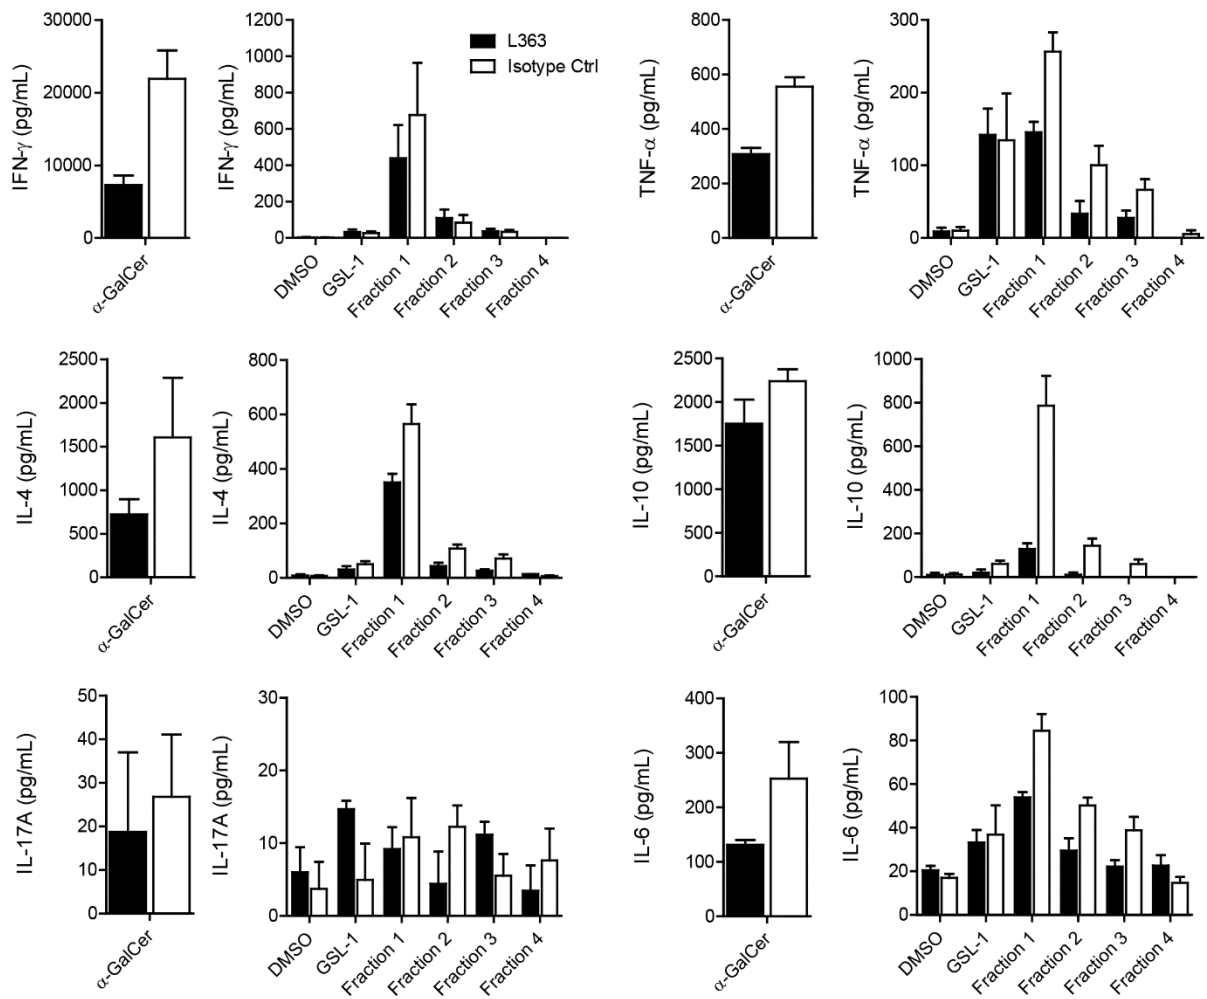 IFN-γ (pg/mL)
30000
20000
10000
0
α-GalCer
IFN-γ (pg/mL)
1200
1000
800
600
400
200
0
DMSO
GSL-1
Fraction 1
Fraction 2
Fraction 3
Fraction 4
L363
Isotype Ctrl
TNF-α (pg/mL)
800
600
400
200
0
α-GalCer
TNF-α (pg/mL)
300
200
100
0
DMSO
GSL-1
Fraction 1
Fraction 2
Fraction 3
Fraction 4
IL-4 (pg/mL)
2500
2000
1500
1000
500
0
α-GalCer
IL-4 (pg/mL)
800
600
400
200
0
DMSO
GSL-1
Fraction 1
Fraction 2
Fraction 3
Fraction 4
IL-10 (pg/mL)
2500
2000
1500
1000
500
0
α-GalCer
IL-10 (pg/mL)
1000
800
600
400
200
0
DMSO
GSL-1
Fraction 1
Fraction 2
Fraction 3
Fraction 4
IL-17A (pg/mL)
50
40
30
20
10
0
α-GalCer
IL-17A (pg/mL)
30
20
10
0
DMSO
GSL-1
Fraction 1
Fraction 2
Fraction 3
Fraction 4
IL-6 (pg/mL)
400
300
200
100
0
α-GalCer
IL-6 (pg/mL)
100
80
60
40
20
0
DMSO
GSL-1
Fraction 1
Fraction 2
Fraction 3
Fraction 4